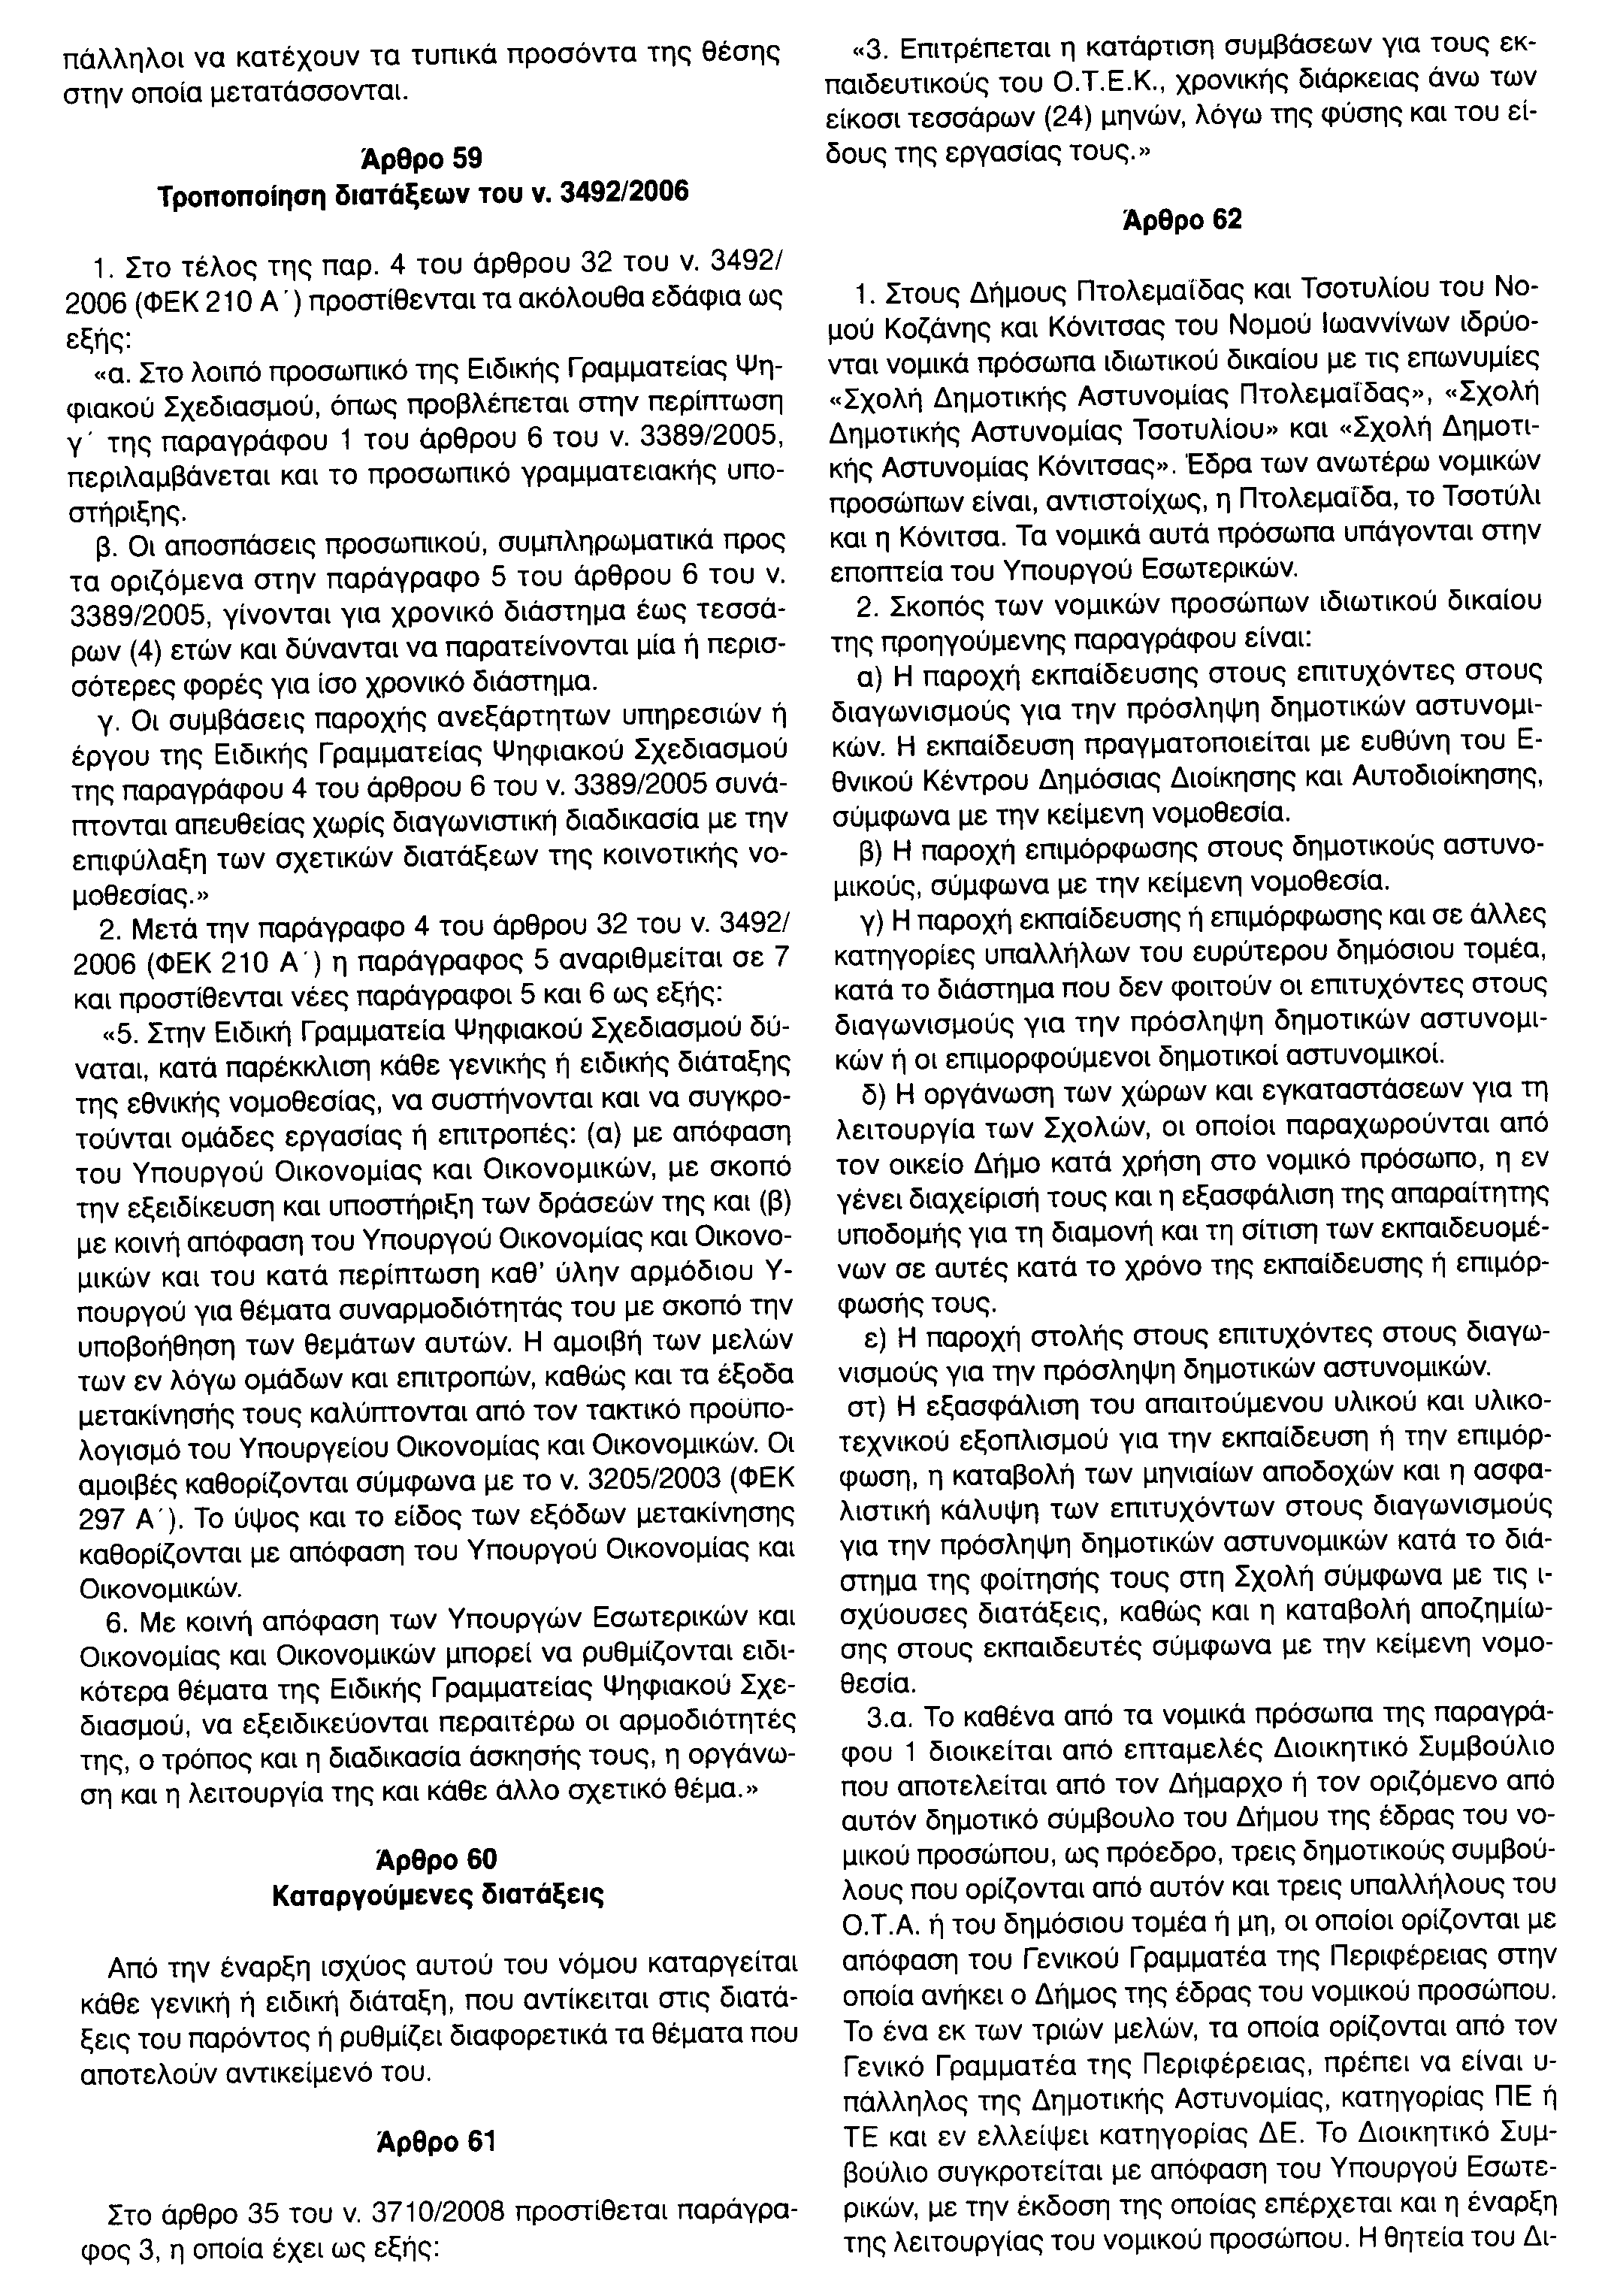 πάλληλοι να κατέχουν τα τυπικά προσόντα της θέσης
στην οποία μετατάσσονται.
Άρθρο 59
Τροποποίηση διατάξεων του ν. 3492/2006
1. Στο τέλος της παρ. 4 του άρθρου 32 του ν. 3492/
2006 (ΦΕΚ 210 Α΄) προστίθενται τα ακόλουθα εδάφια ως
εξής:
«α. Στο λοιπό προσωπικό της Ειδικής Γραμματείας Ψη-
φιακού Σχεδιασμού, όπως προβλέπεται στην περίπτωση
γ΄ της παραγράφου 1 του άρθρου 6 του ν. 3389/2005,
περιλαμβάνεται και το προσωπικό γραμματειακής υπο-
στήριξης.
β. Οι αποσπάσεις προσωπικού, συμπληρωματικά προς
τα οριζόμενα στην παράγραφο 5 του άρθρου 6 του ν.
3389/2005, γίνονται για χρονικό διάστημα έως τεσσά-
ρων (4) ετών και δύνανται να παρατείνονται μία ή περισ-
σότερες φορές για ίσο χρονικό διάστημα.
γ. Οι συμβάσεις παροχής ανεξάρτητων υπηρεσιών ή
έργου της Ειδικής Γραμματείας Ψηφιακού Σχεδιασμού
της παραγράφου 4 του άρθρου 6 του ν. 3389/2005 συνά-
πτονται απευθείας χωρίς διαγωνιστική διαδικασία με την
επιφύλαξη των σχετικών διατάξεων της κοινοτικής νο-
μοθεσίας.»
2. Μετά την παράγραφο 4 του άρθρου 32 του ν. 3492/
2006 (ΦΕΚ 210 Α΄) η παράγραφος 5 αναριθμείται σε 7
και προστίθενται νέες παράγραφοι 5 και 6 ως εξής:
«5. Στην Ειδική Γραμματεία Ψηφιακού Σχεδιασμού δύ-
ναται, κατά παρέκκλιση κάθε γενικής ή ειδικής διάταξης
της εθνικής νομοθεσίας, να συστήνονται και να συγκρο-
τούνται ομάδες εργασίας ή επιτροπές: (α) με απόφαση
του Υπουργού Οικονομίας και Οικονομικών, με σκοπό
την εξειδίκευση και υποστήριξη των δράσεών της και (β)
με κοινή απόφαση του Υπουργού Οικονομίας και Οικονο-
μικών και του κατά περίπτωση καθ' ύλην αρμόδιου Υ-
πουργού για θέματα συναρμοδιότητάς του με σκοπό την
υποβοήθηση των θεμάτων αυτών. Η αμοιβή των μελών
των εν λόγω ομάδων και επιτροπών, καθώς και τα έξοδα
μετακίνησής τους καλύπτονται από τον τακτικό προϋπο-
λογισμό του Υπουργείου Οικονομίας και Οικονομικών. Οι
αμοιβές καθορίζονται σύμφωνα με το ν. 3205/2003 (ΦΕΚ
297 Α΄). Το ύψος και το είδος των εξόδων μετακίνησης
καθορίζονται με απόφαση του Υπουργού Οικονομίας και
Οικονομικών.
6. Με κοινή απόφαση των Υπουργών Εσωτερικών και
Οικονομίας και Οικονομικών μπορεί να ρυθμίζονται ειδι-
κότερα θέματα της Ειδικής Γραμματείας Ψηφιακού Σχε-
διασμού, να εξειδικεύονται περαιτέρω οι αρμοδιότητές
της, ο τρόπος και η διαδικασία άσκησής τους, η οργάνω-
ση και η λειτουργία της και κάθε άλλο σχετικό θέμα.»
Άρθρο 60
Καταργούμενες διατάξεις
Από την έναρξη ισχύος αυτού του νόμου καταργείται
κάθε γενική ή ειδική διάταξη, που αντίκειται στις διατά-
ξεις του παρόντος ή ρυθμίζει διαφορετικά τα θέματα που
αποτελούν αντικείμενό του.
Άρθρο 61
Στο άρθρο 35 του ν. 3710/2008 προστίθεται παράγρα-
φος 3, η οποία έχει ως εξής:
«3. Επιτρέπεται η κατάρτιση συμβάσεων για τους εκ-
παιδευτικούς του Ο.Τ.Ε.Κ., χρονικής διάρκειας άνω των
είκοσι τεσσάρων (24) μηνών, λόγω της φύσης και του εί-
δους της εργασίας τους.»
Άρθρο 62
1. Στους Δήμους Πτολεμαΐδας και Τσοτυλίου του Νο-
μού Κοζάνης και Κόνιτσας του Νομού Ιωαννίνων ιδρύο-
νται νομικά πρόσωπα ιδιωτικού δικαίου με τις επωνυμίες
«Σχολή Δημοτικής Αστυνομίας Πτολεμαΐδας», «Σχολή
Δημοτικής Αστυνομίας Τσοτυλίου» και «Σχολή Δημοτι-
κής Αστυνομίας Κόνιτσας». Έδρα των ανωτέρω νομικών
προσώπων είναι, αντιστοίχως, η Πτολεμαΐδα, το Τσοτύλι
και η Κόνιτσα. Τα νομικά αυτά πρόσωπα υπάγονται στην
εποπτεία του Υπουργού Εσωτερικών.
2. Σκοπός των νομικών προσώπων ιδιωτικού δικαίου
της προηγούμενης παραγράφου είναι:
α) Η παροχή εκπαίδευσης στους επιτυχόντες στους
διαγωνισμούς για την πρόσληψη δημοτικών αστυνομι-
κών. Η εκπαίδευση πραγματοποιείται με ευθύνη του Ε-
θνικού Κέντρου Δημόσιας Διοίκησης και Αυτοδιοίκησης,
σύμφωνα με την κείμενη νομοθεσία.
β) Η παροχή επιμόρφωσης στους δημοτικούς αστυνο-
μικούς, σύμφωνα με την κείμενη νομοθεσία.
γ) Η παροχή εκπαίδευσης ή επιμόρφωσης και σε άλλες
κατηγορίες υπαλλήλων του ευρύτερου δημόσιου τομέα,
κατά το διάστημα που δεν φοιτούν οι επιτυχόντες στους
διαγωνισμούς για την πρόσληψη δημοτικών αστυνομι-
κών ή οι επιμορφούμενοι δημοτικοί αστυνομικοί.
δ) Η οργάνωση των χώρων και εγκαταστάσεων για τη
λειτουργία των Σχολών, οι οποίοι παραχωρούνται από
τον οικείο Δήμο κατά χρήση στο νομικό πρόσωπο, η εν
γένει διαχείρισή τους και η εξασφάλιση της απαραίτητης
υποδομής για τη διαμονή και τη σίτιση των εκπαιδευομέ-
νων σε αυτές κατά το χρόνο της εκπαίδευσης ή επιμόρ-
φωσής τους.
ε) Η παροχή στολής στους επιτυχόντες στους διαγω-
νισμούς για την πρόσληψη δημοτικών αστυνομικών.
στ) Η εξασφάλιση του απαιτούμενου υλικού και υλικο-
τεχνικού εξοπλισμού για την εκπαίδευση ή την επιμόρ-
φωση, η καταβολή των μηνιαίων αποδοχών και η ασφα-
λιστική κάλυψη των επιτυχόντων στους διαγωνισμούς
για την πρόσληψη δημοτικών αστυνομικών κατά το διά-
στημα της φοίτησής τους στη Σχολή σύμφωνα με τις ι-
σχύουσες διατάξεις, καθώς και η καταβολή αποζημίω-
σης στους εκπαιδευτές σύμφωνα με την κείμενη νομο-
θεσία.
3.α. Το καθένα από τα νομικά πρόσωπα της παραγρά-
φου 1 διοικείται από επταμελές Διοικητικό Συμβούλιο
που αποτελείται από τον Δήμαρχο ή τον οριζόμενο από
αυτόν δημοτικό σύμβουλο του Δήμου της έδρας του νο-
μικού προσώπου, ως πρόεδρο, τρεις δημοτικούς συμβού-
λους που ορίζονται από αυτόν και τρεις υπαλλήλους του
Ο.Τ.Α. ή του δημόσιου τομέα ή μη, οι οποίοι ορίζονται με
απόφαση του Γενικού Γραμματέα της Περιφέρειας στην
οποία ανήκει ο Δήμος της έδρας του νομικού προσώπου.
Το ένα εκ των τριών μελών, τα οποία ορίζονται από τον
Γενικό Γραμματέα της Περιφέρειας, πρέπει να είναι υ-
πάλληλος της Δημοτικής Αστυνομίας, κατηγορίας ΠΕ ή
ΤΕ και εν ελλείψει κατηγορίας ΔΕ. Το Διοικητικό Συμ-
βούλιο συγκροτείται με απόφαση του Υπουργού Εσωτε-
ρικών, με την έκδοση της οποίας επέρχεται και η έναρξη
της λειτουργίας του νομικού προσώπου. Η θητεία του Δι-